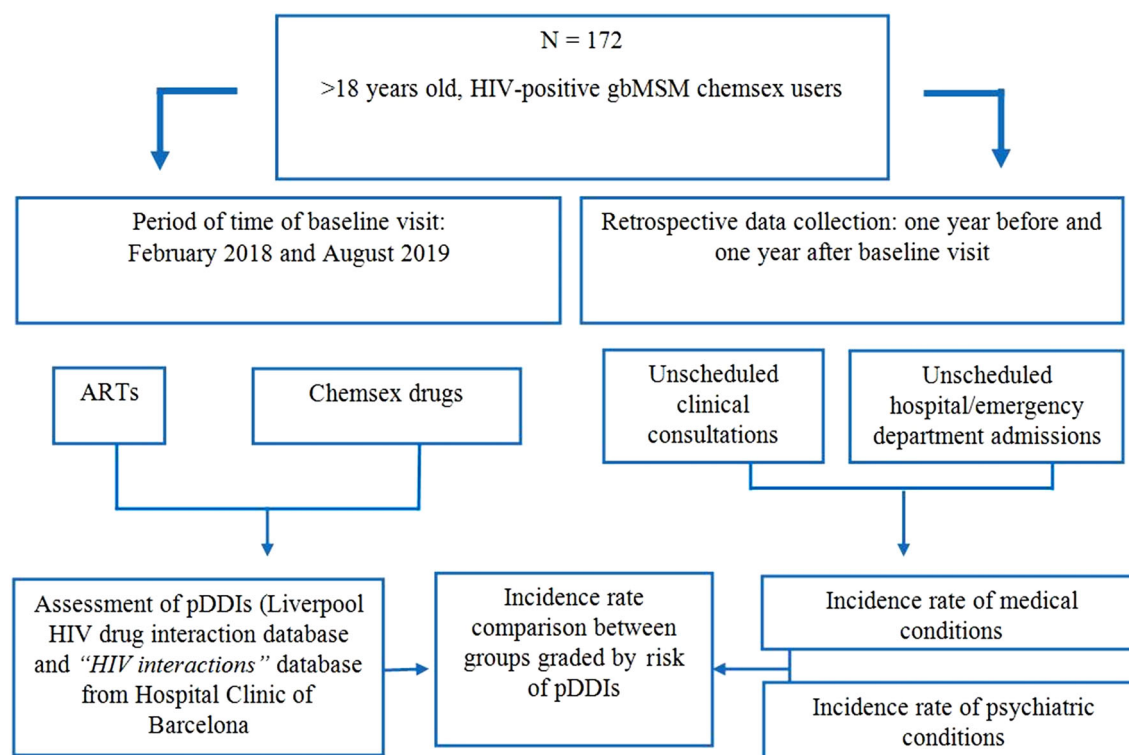 N = 172
>18 years old, HIV-positive gbMSM chemsex users
Period of time of baseline visit:
February 2018 and August 2019
Retrospective data collection: one year before and
one year after baseline visit
ARTs
Chemsex drugs
Unscheduled
clinical
consultations
Unscheduled
hospital/emergency
department admissions
Assessment of pDDIs (Liverpool
HIV drug interaction database
and “HIV interactions” database
from Hospital Clinic of
Barcelona
Incidence rate
comparison between
groups graded by risk
of pDDIs
Incidence rate of medical
conditions
Incidence rate of psychiatric
conditions